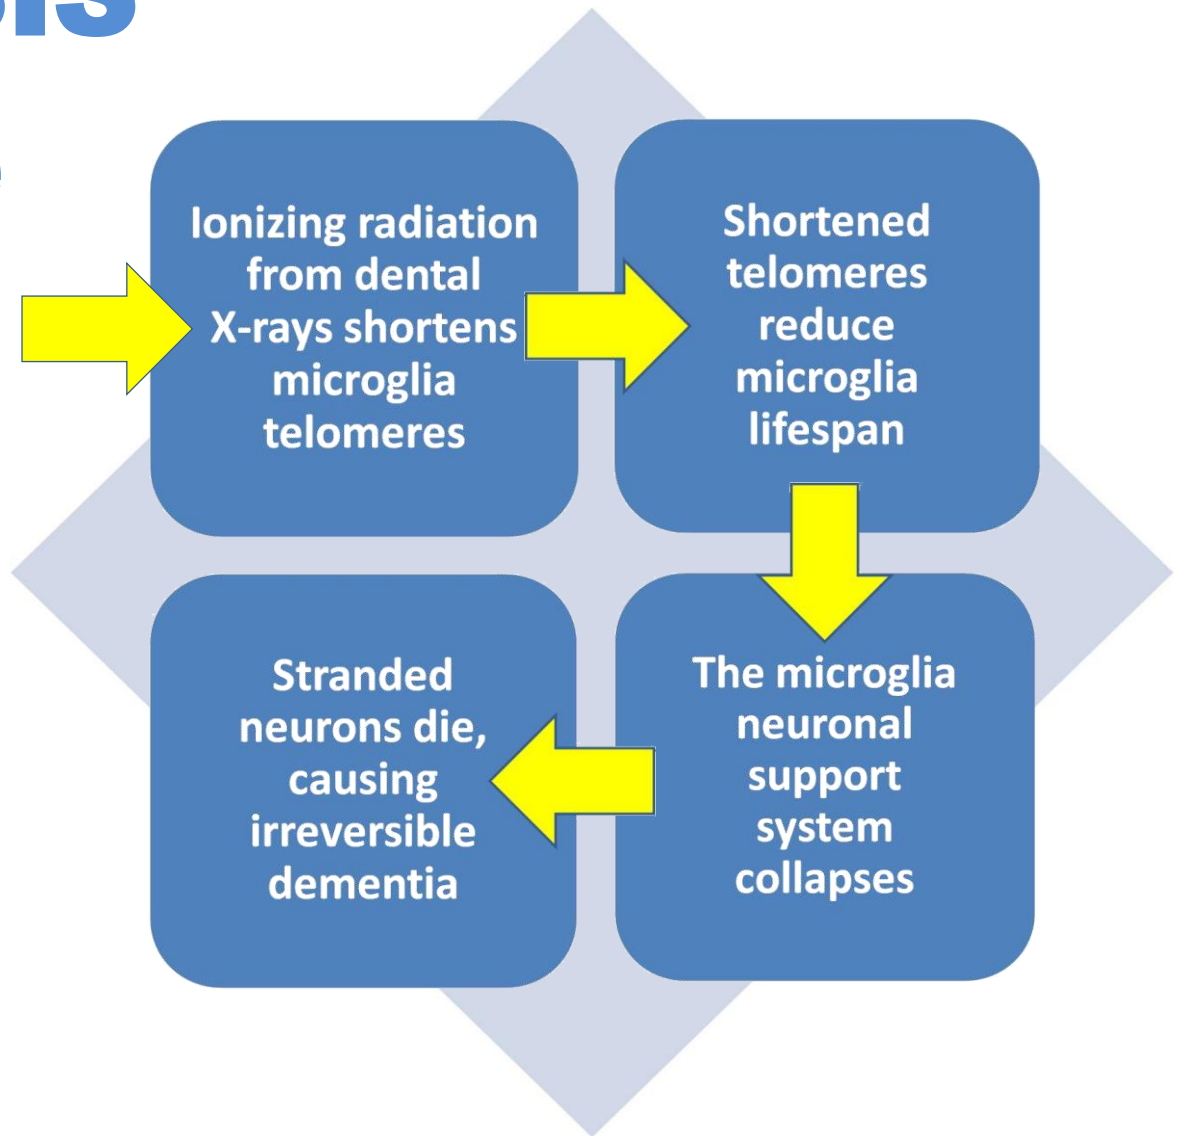 Ionizing radiation
from dental
X-rays shortens
microglia
telomeres
Shortened
telomeres
reduce
microglia
lifespan
The microglia
neuronal
support
system
collapses
Stranded
neurons die,
causing
irreversible
dementia